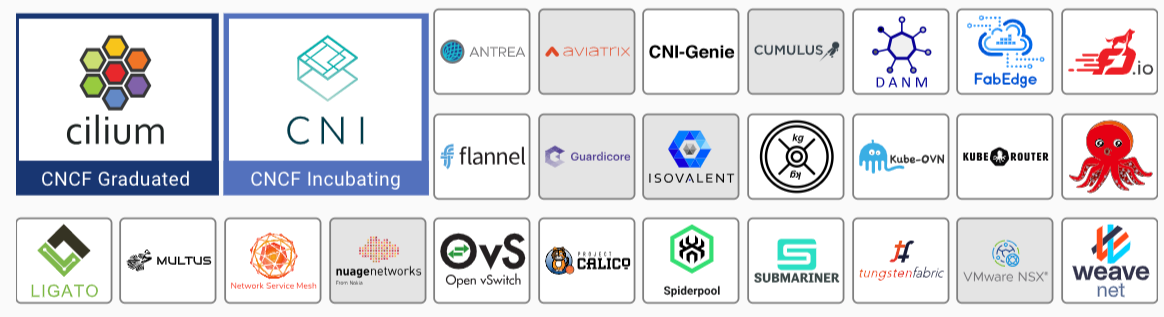 cilium
CNCF Graduated
CNI
CNCF Incubating
ANTREA
aviatrix
CNI-Genie
CUMULUS
DANM
FabEdge
FD.io
flannel
Guardicore
ISOVALENT
kg
kg
Kube-OVN
KUBE ROUTER
LIGATO
MULTUS
Network Service Mesh
nuagenetworks
From Nokia
OvS
Open vSwitch
PROJECT
CALICO
Spiderpool
SUBMARINER
tf
tungstenfabric
VMware NSX®
weave
net